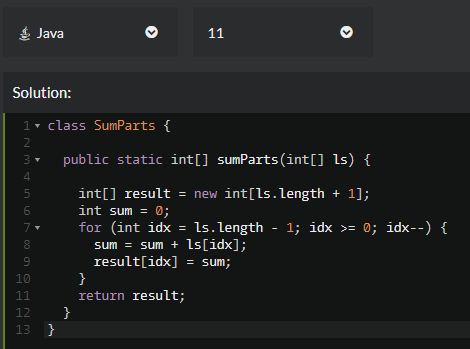 Java
11
Solution:
1 class SumParts {
2
3 public static int[] sumParts(int[] ls) {
4
5 int[] result = new int[ls.length + 1];
6 int sum = 0;
7 for (int idx = ls.length - 1; idx >= 0; idx--) {
8 sum = sum + ls[idx];
9 result[idx] = sum;
10 }
11 return result;
12 }
13 }